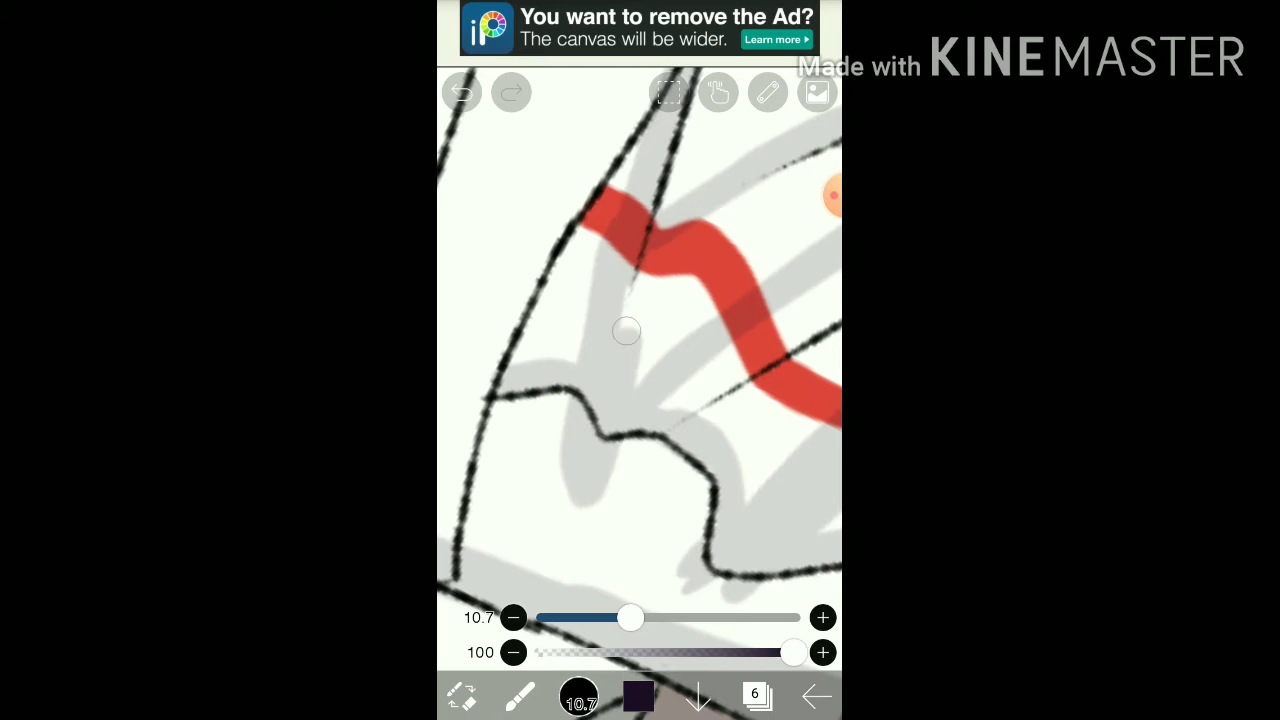 iP
You want to remove the Ad?
The canvas will be wider.
Learn more
Made with KINEMASTER
10.7
100
10.7
6